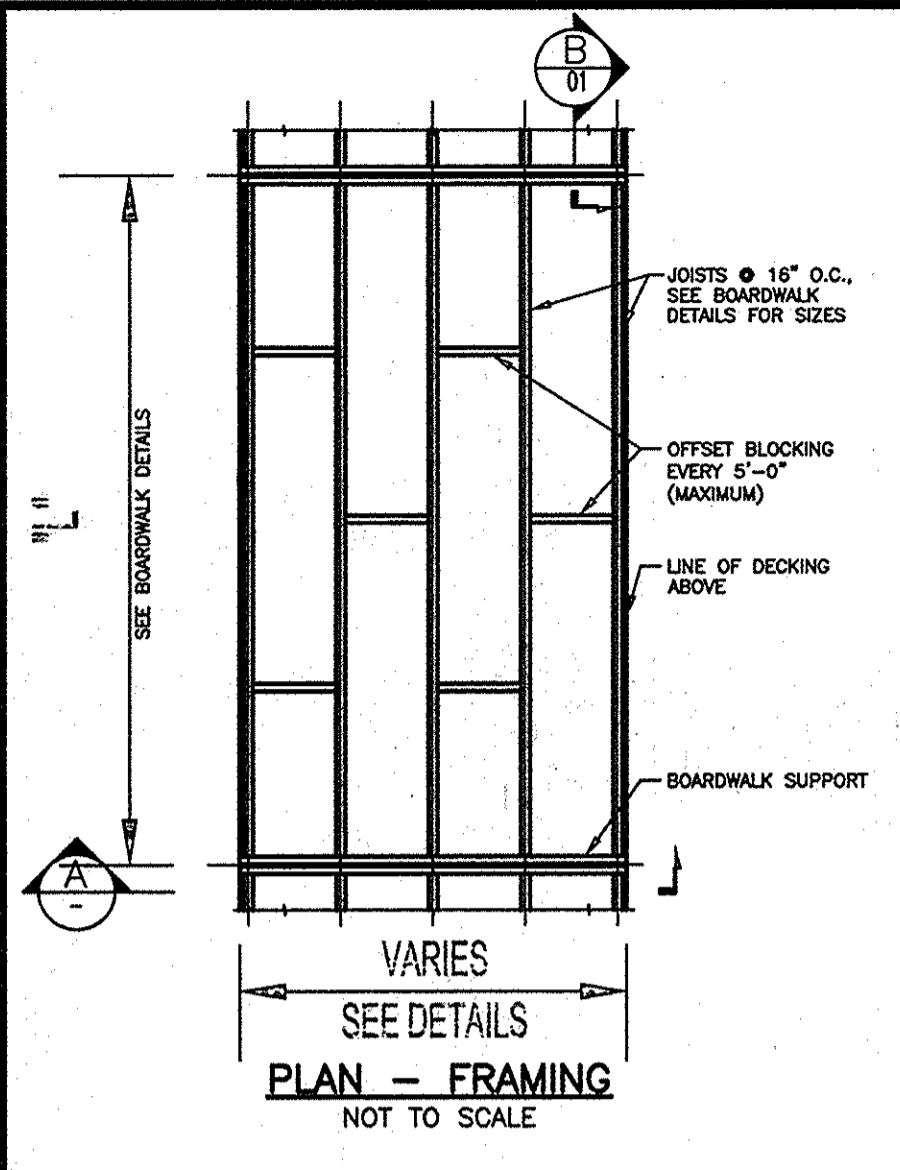 B
01
JOISTS @ 16" O.C.,
SEE BOARDWALK
DETAILS FOR SIZES
OFFSET BLOCKING
EVERY 5'-0"
(MAXIMUM)
SEE BOARDWALK DETAILS
LINE OF DECKING
ABOVE
BOARDWALK SUPPORT
A
-
VARIES
SEE DETAILS
PLAN - FRAMING
NOT TO SCALE